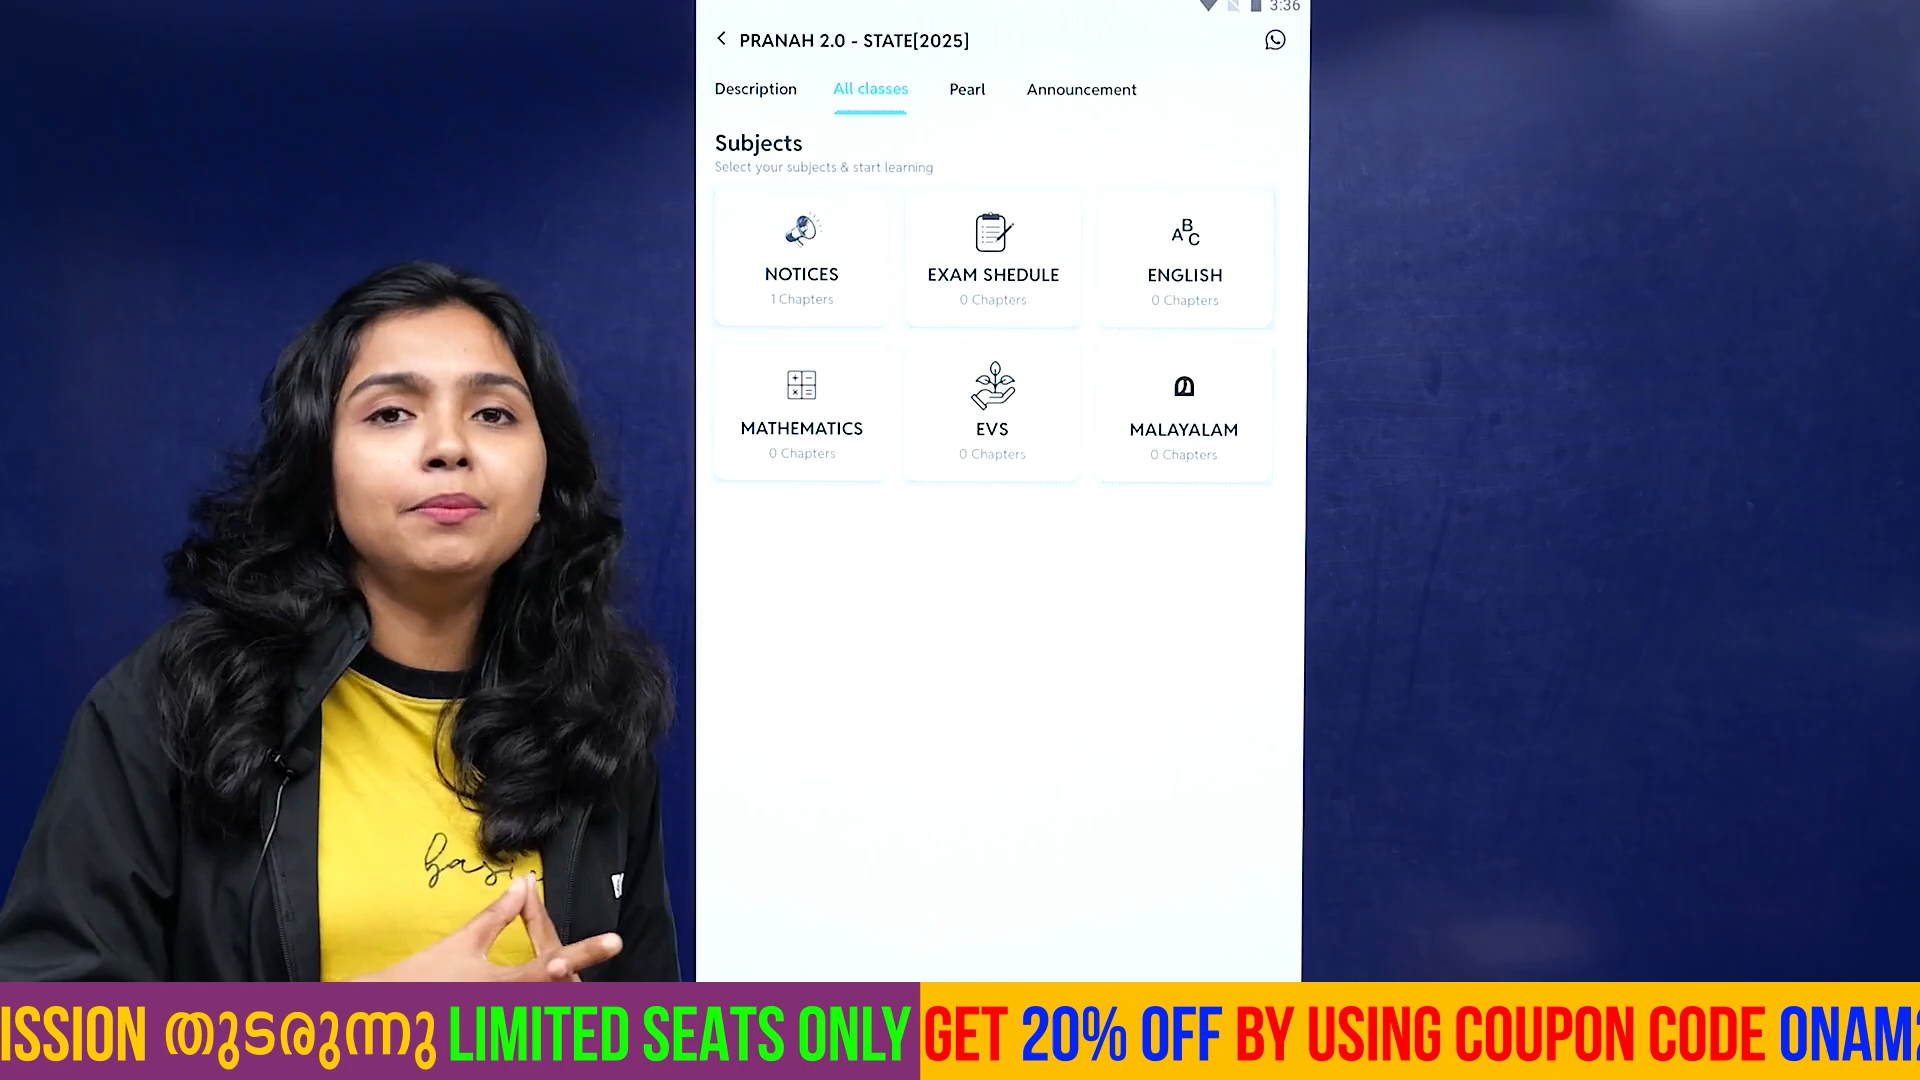 3:36
PRANAH 2.0 - STATE[2025]
Description All classes Pearl Announcement
Subjects
Select your subjects & start learning
NOTICES
1 Chapters
EXAM SHEDULE
0 Chapters
ABC
ENGLISH
0 Chapters
MATHEMATICS
0 Chapters
EVS
0 Chapters
മ
MALAYALAM
0 Chapters
ISSION തുടരുന്നു LIMITED SEATS ONLY GET 20% OFF BY USING COUPON CODE ONAM